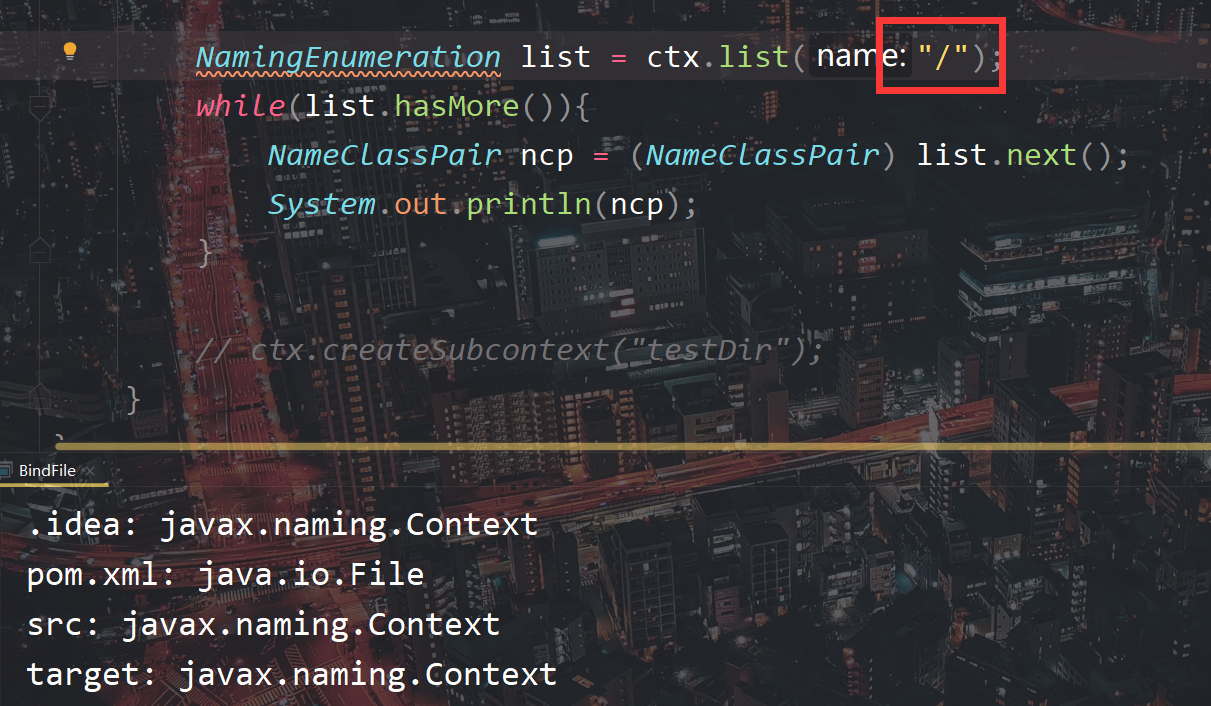 NamingEnumeration list = ctx.list( name: "/");
while(list.hasMore()){
NameClassPair ncp = (NameClassPair) list.next();
System.out.println(ncp);
}
// ctx.createSubcontext("testDir");
}
}
BindFile ×
.idea: javax.naming.Context
pom.xml: java.io.File
src: javax.naming.Context
target: javax.naming.Context